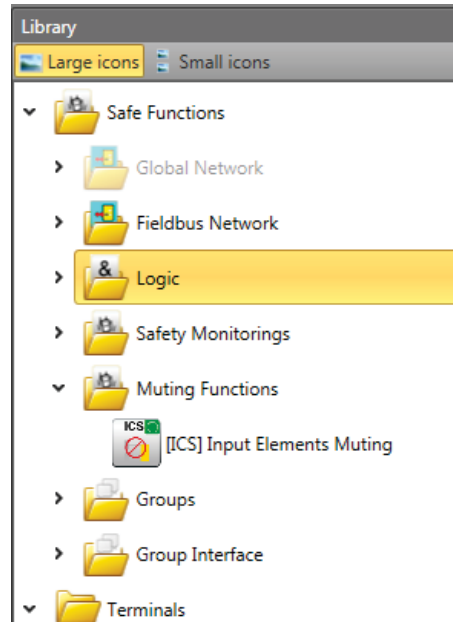 Library
Large icons Small icons
Safe Functions
Global Network
Fieldbus Network
&
Logic
Safety Monitorings
Muting Functions
ICS
[ICS] Input Elements Muting
Groups
Group Interface
Terminals